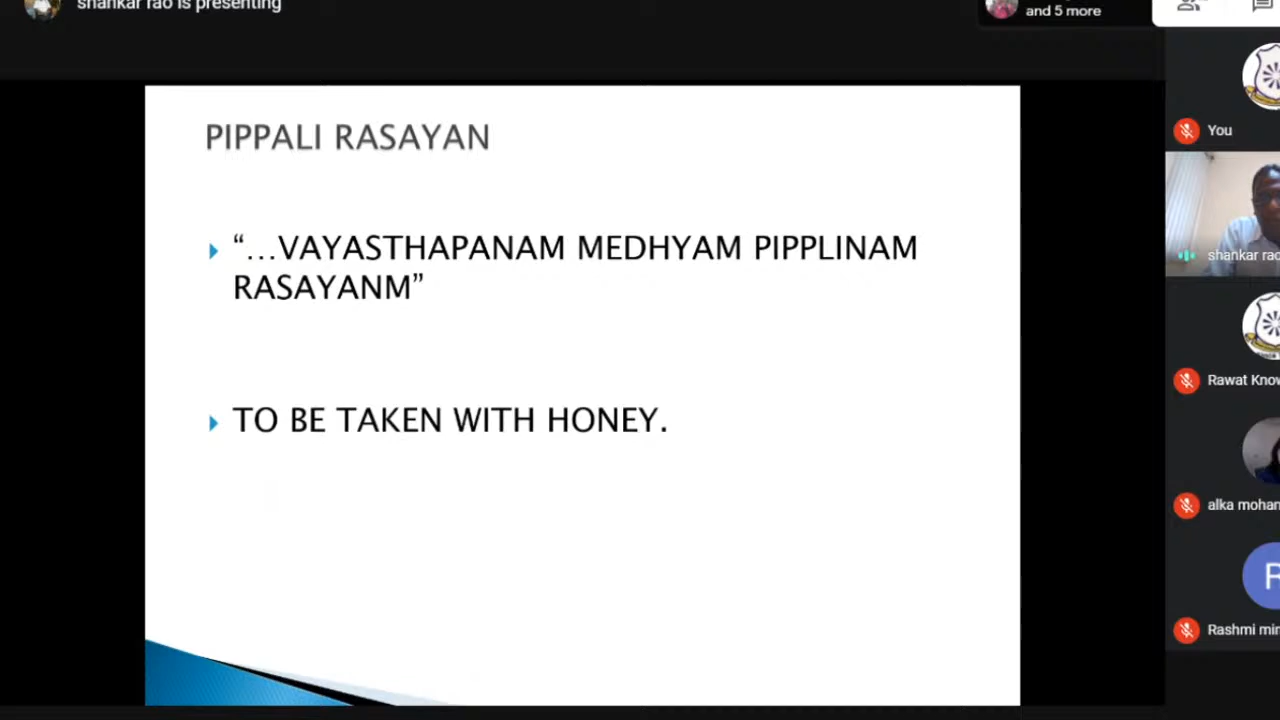 shankar rao is presenting
and 5 more
PIPPALI RASAYAN
“...VAYASTHAPANAM MEDHYAM PIPPLINAM
RASAYANM”
TO BE TAKEN WITH HONEY.
You
shankar rao
Rawat Know
alka mohan
Rashmi